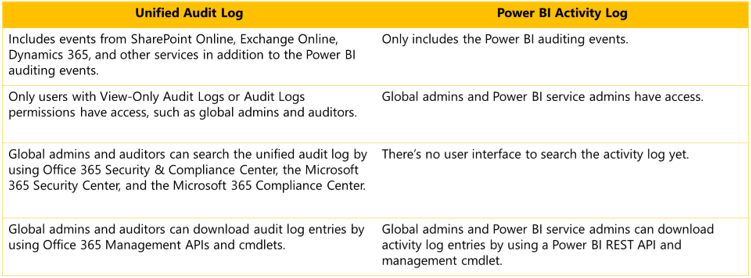 Unified Audit Log
Power BI Activity Log
Includes events from SharePoint Online, Exchange Online,
Dynamics 365, and other services in addition to the Power BI
auditing events.
Only includes the Power BI auditing events.
Only users with View-Only Audit Logs or Audit Logs
permissions have access, such as global admins and auditors.
Global admins and Power BI service admins have access.
Global admins and auditors can search the unified audit log by
using Office 365 Security & Compliance Center, the Microsoft
365 Security Center, and the Microsoft 365 Compliance Center.
There's no user interface to search the activity log yet.
Global admins and auditors can download audit log entries by
using Office 365 Management APIs and cmdlets.
Global admins and Power BI service admins can download
activity log entries by using a Power BI REST API and
management cmdlet.